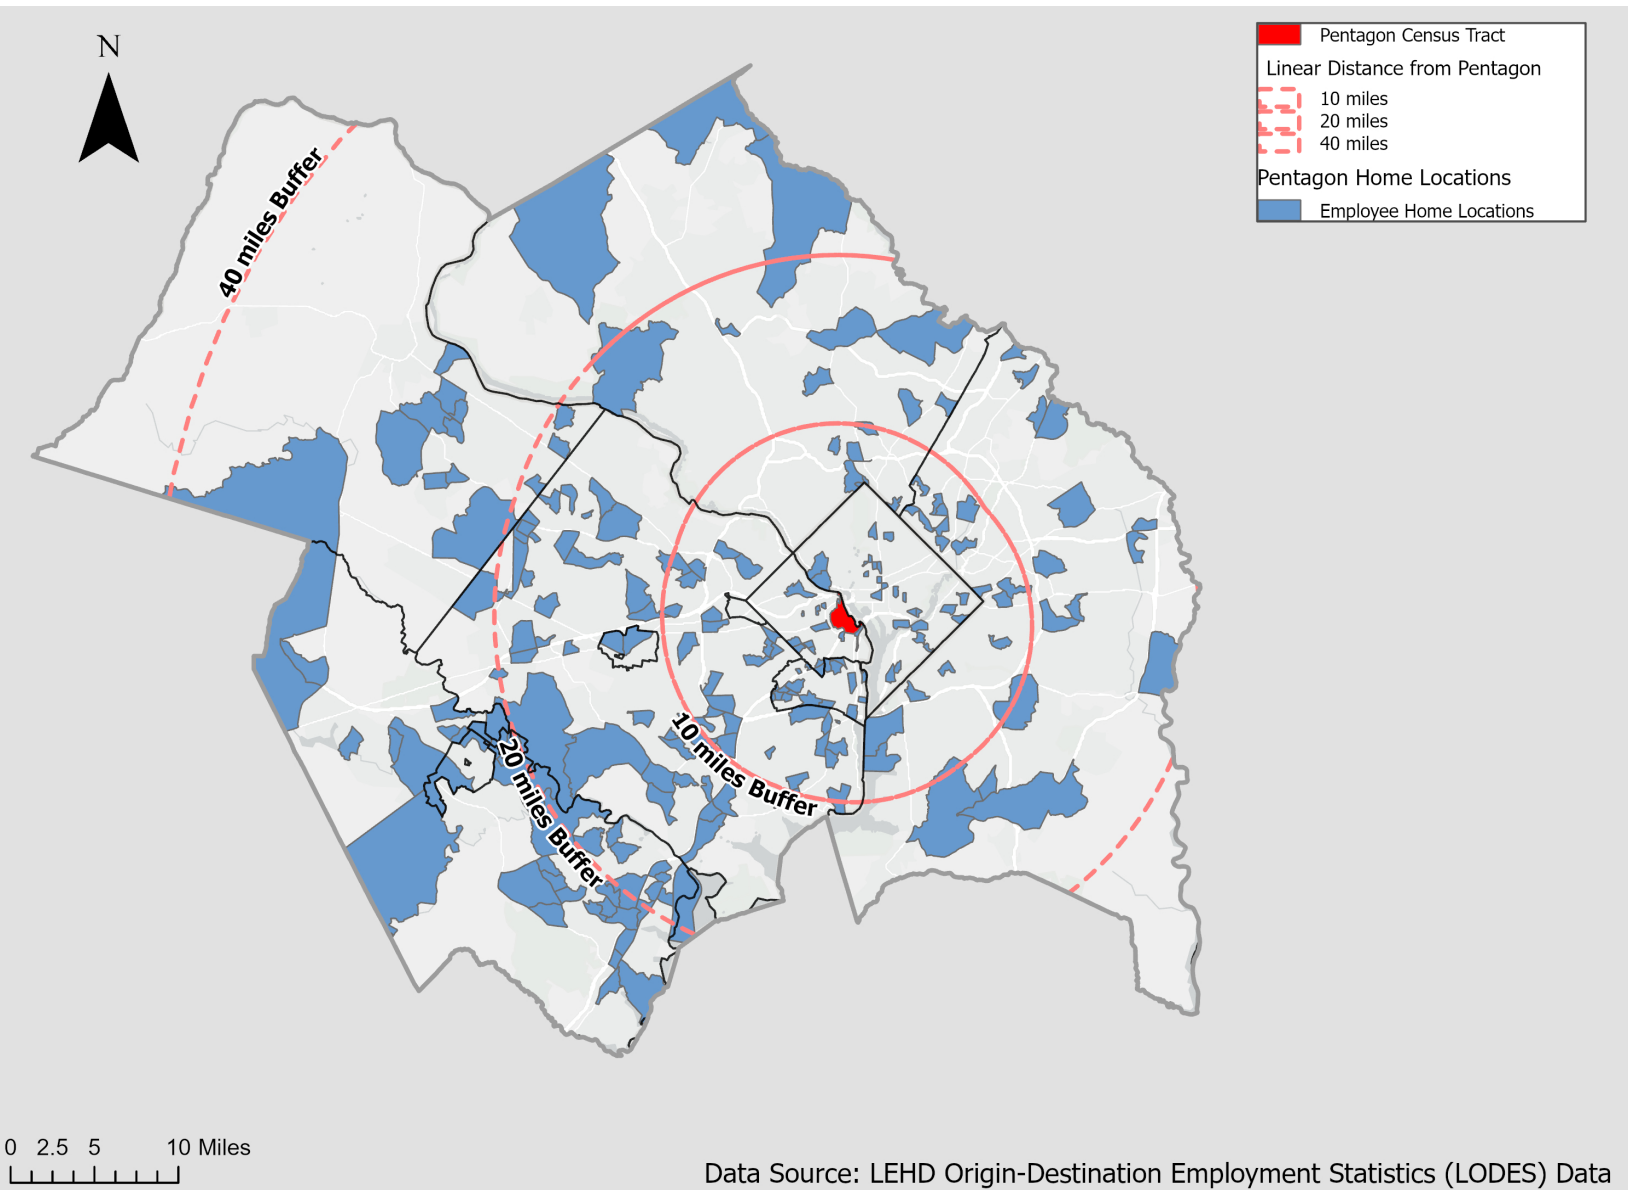 N
Pentagon Census Tract
Linear Distance from Pentagon
10 miles
20 miles
40 miles
Pentagon Home Locations
Employee Home Locations
40 miles Buffer
10 miles Buffer
20 miles Buffer
0 2.5 5 10 Miles
Data Source: LEHD Origin-Destination Employment Statistics (LODES) Data